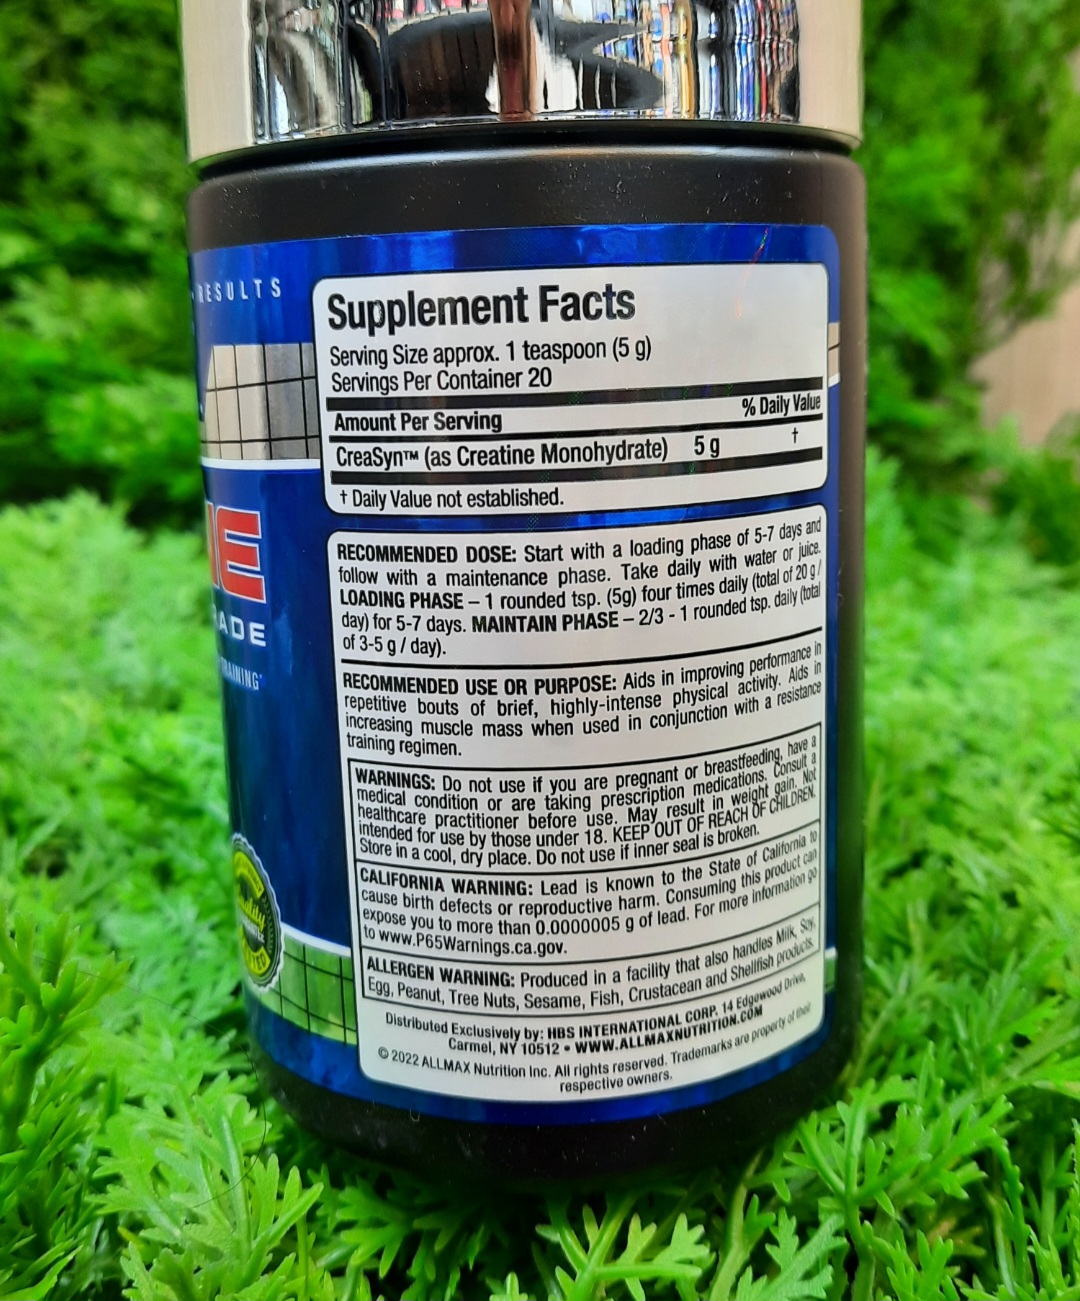 RESULTS
Supplement Facts
Serving Size approx. 1 teaspoon (5 g)
Servings Per Container 20
Amount Per Serving % Daily Value
CreaSyn™ (as Creatine Monohydrate) 5 g †
† Daily Value not established.
RECOMMENDED DOSE: Start with a loading phase of 5-7 days and
follow with a maintenance phase. Take daily with water or juice.
LOADING PHASE – 1 rounded tsp. (5g) four times daily (total of 20 g /
day) for 5-7 days. MAINTAIN PHASE – 2/3 - 1 rounded tsp. daily (total
of 3-5 g / day).
RECOMMENDED USE OR PURPOSE: Aids in improving performance in
repetitive bouts of brief, highly-intense physical activity. Aids in
increasing muscle mass when used in conjunction with a resistance
training regimen.
WARNINGS: Do not use if you are pregnant or breastfeeding, have a
medical condition or are taking prescription medications. Consult a
healthcare practitioner before use. May result in weight gain. Not
intended for use by those under 18. KEEP OUT OF REACH OF CHILDREN.
Store in a cool, dry place. Do not use if inner seal is broken.
CALIFORNIA WARNING: Lead is known to the State of California to
cause birth defects or reproductive harm. Consuming this product can
expose you to more than 0.0000005 g of lead. For more information go
to www.P65Warnings.ca.gov.
ALLERGEN WARNING: Produced in a facility that also handles Milk, Soy,
Egg, Peanut, Tree Nuts, Sesame, Fish, Crustacean and Shellfish products.
Distributed Exclusively by: HBS INTERNATIONAL CORP. 14 Edgewood Drive,
Carmel, NY 10512 • WWW.ALLMAXNUTRITION.COM
© 2022 ALLMAX Nutrition Inc. All rights reserved. Trademarks are property of their
respective owners.
NE
ADE
TRAINING